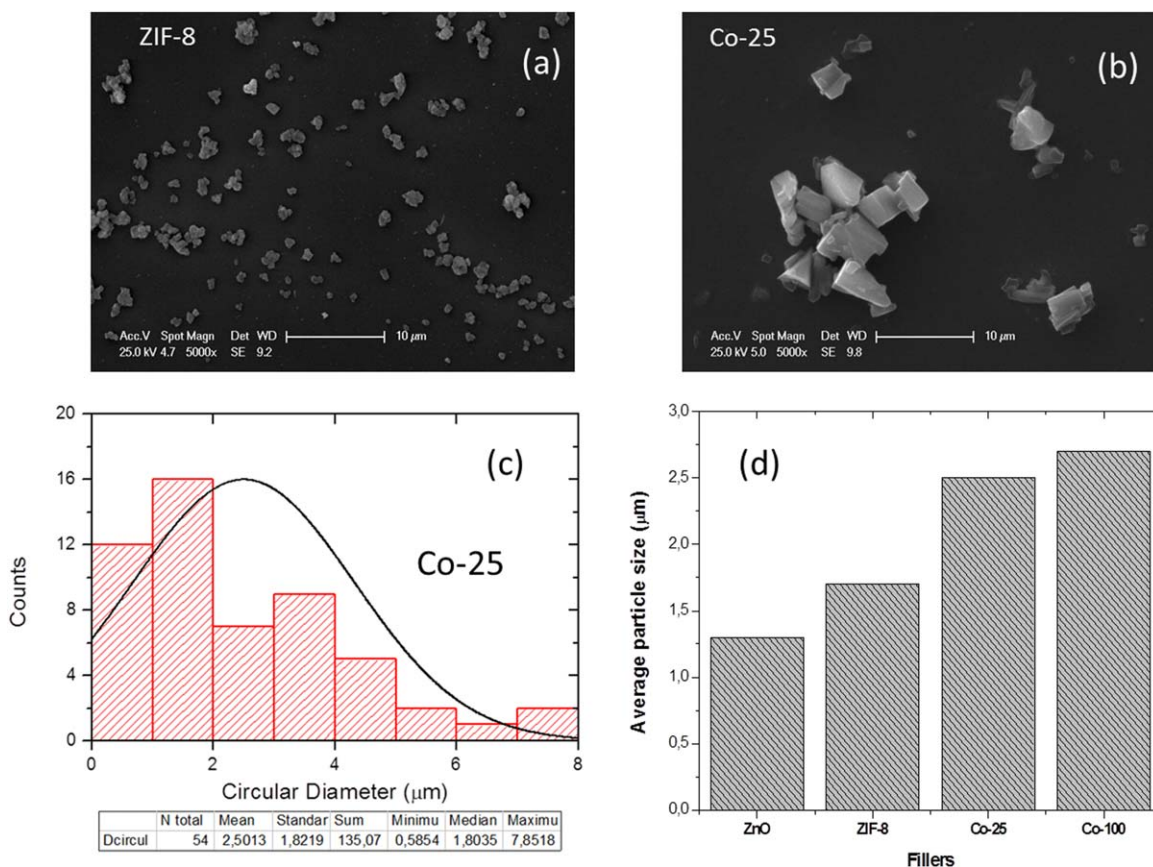 ZIF-8
(a)
Acc.V Spot Magn Det WD
25.0 kV 4.7 5000x SE 9.2
10 μm
Co-25
(b)
Acc.V Spot Magn Det WD
25.0 kV 5.0 5000x SE 9.8
10 μm
20
16
12
8
4
0
Counts
(c)
Co-25
0 2 4 6 8
Circular Diameter (μm)
N total Mean Standar Sum Minimu Median Maximu
Dcircul 54 2,5013 1,8219 135,07 0,5854 1,8035 7,8518
3,0
2,5
2,0
1,5
1,0
0,5
0,0
Average particle size (μm)
(d)
ZnO ZIF-8 Co-25 Co-100
Fillers